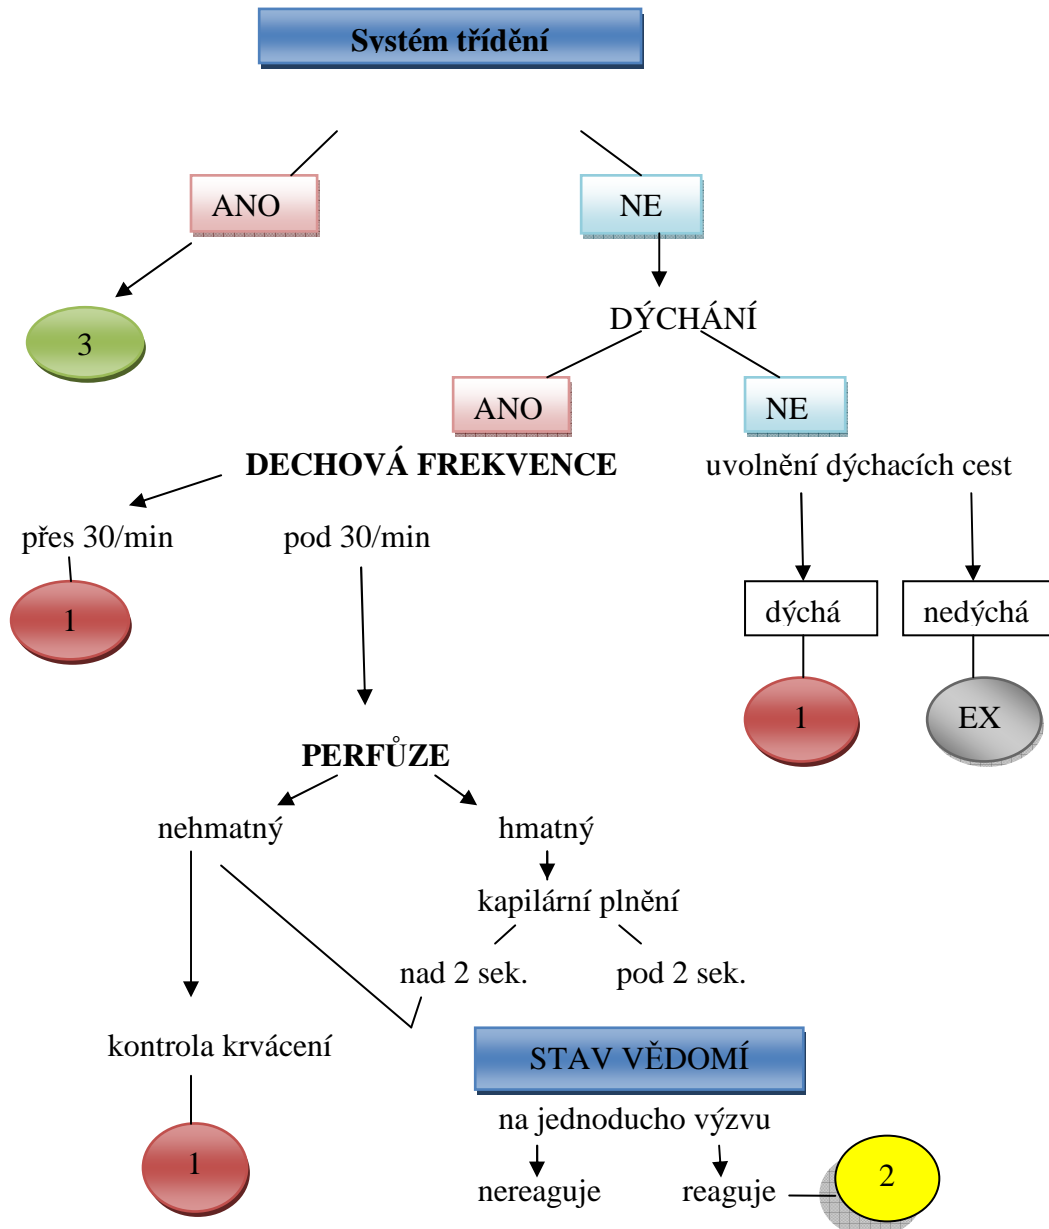 Systém třídění
ANO
NE
3
DÝCHÁNÍ
ANO
NE
DECHOVÁ FREKVENCE
uvolnění dýchacích cest
přes 30/min
pod 30/min
1
dýchá
nedýchá
1
EX
PERFŮZE
nehmatný
hmatný
kapilární plnění
nad 2 sek.
pod 2 sek.
kontrola krvácení
STAV VĚDOMÍ
na jednoducho výzvu
1
nereaguje
reaguje
2